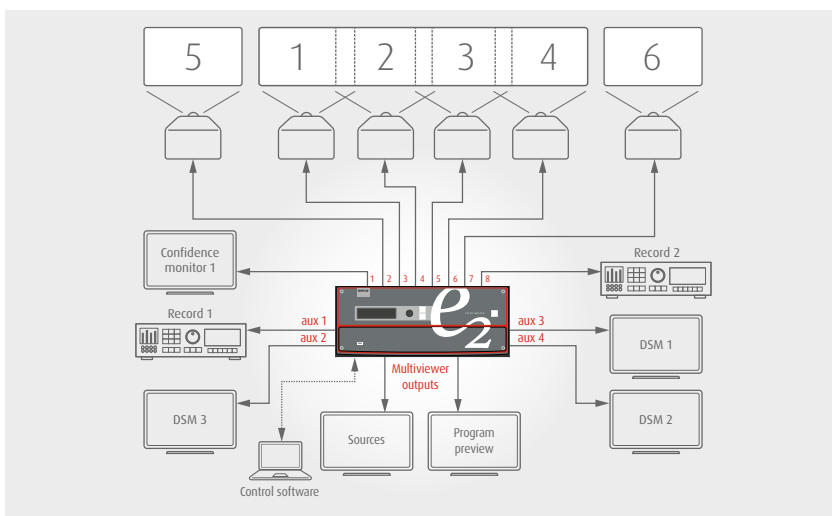 5
1
2
3
4
6
Confidence
monitor 1
1
2
3
4
5
6
7
8
Record 2
Record 1
aux 1
aux 2
e2
aux 3
aux 4
DSM 1
Multiviewer
outputs
DSM 3
Sources
Program
preview
DSM 2
Control software